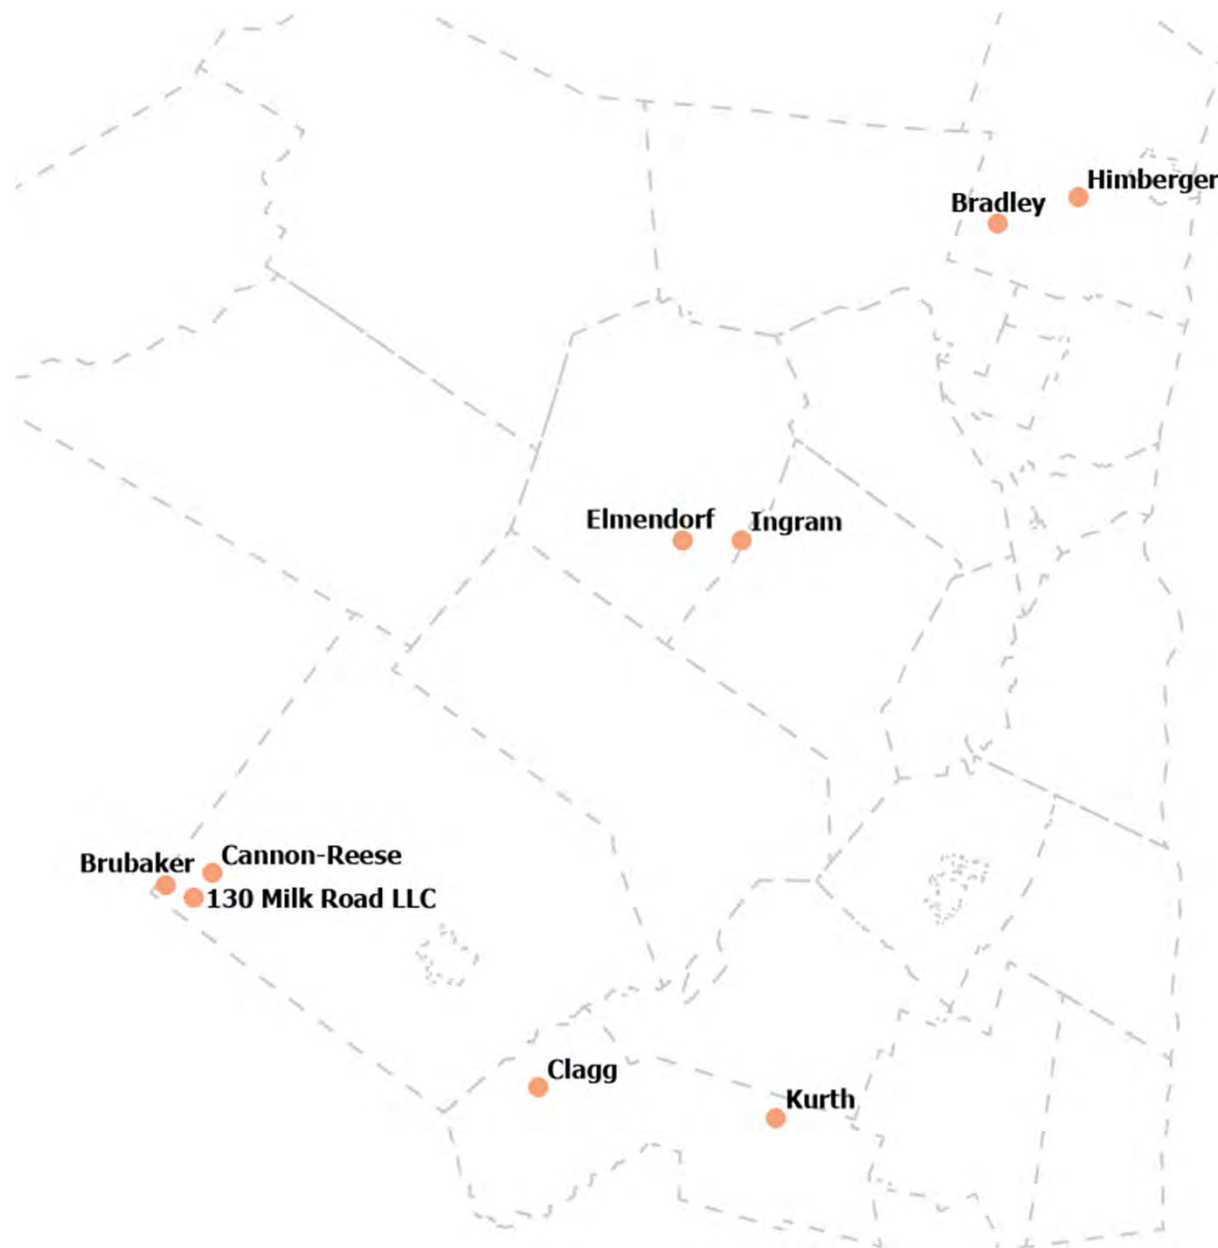 Himberger
Bradley
Elmendorf
Ingram
Cannon-Reese
Brubaker
130 Milk Road LLC
Clagg
Kurth